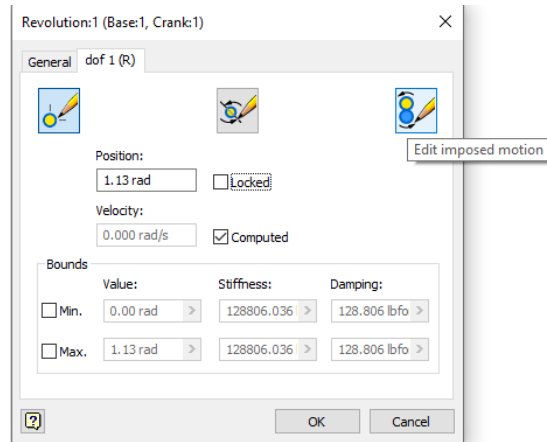 Revolution:1 (Base:1, Crank:1)
General dof 1 (R)
Edit imposed motion
Position:
1.13 rad Locked
Velocity:
0.000 rad/s Computed
Bounds
Value: Stiffness: Damping:
Min. 0.00 rad > 128806.036 > 128.806 lbfo >
Max. 1.13 rad > 128806.036 > 128.806 lbfo >
? OK Cancel